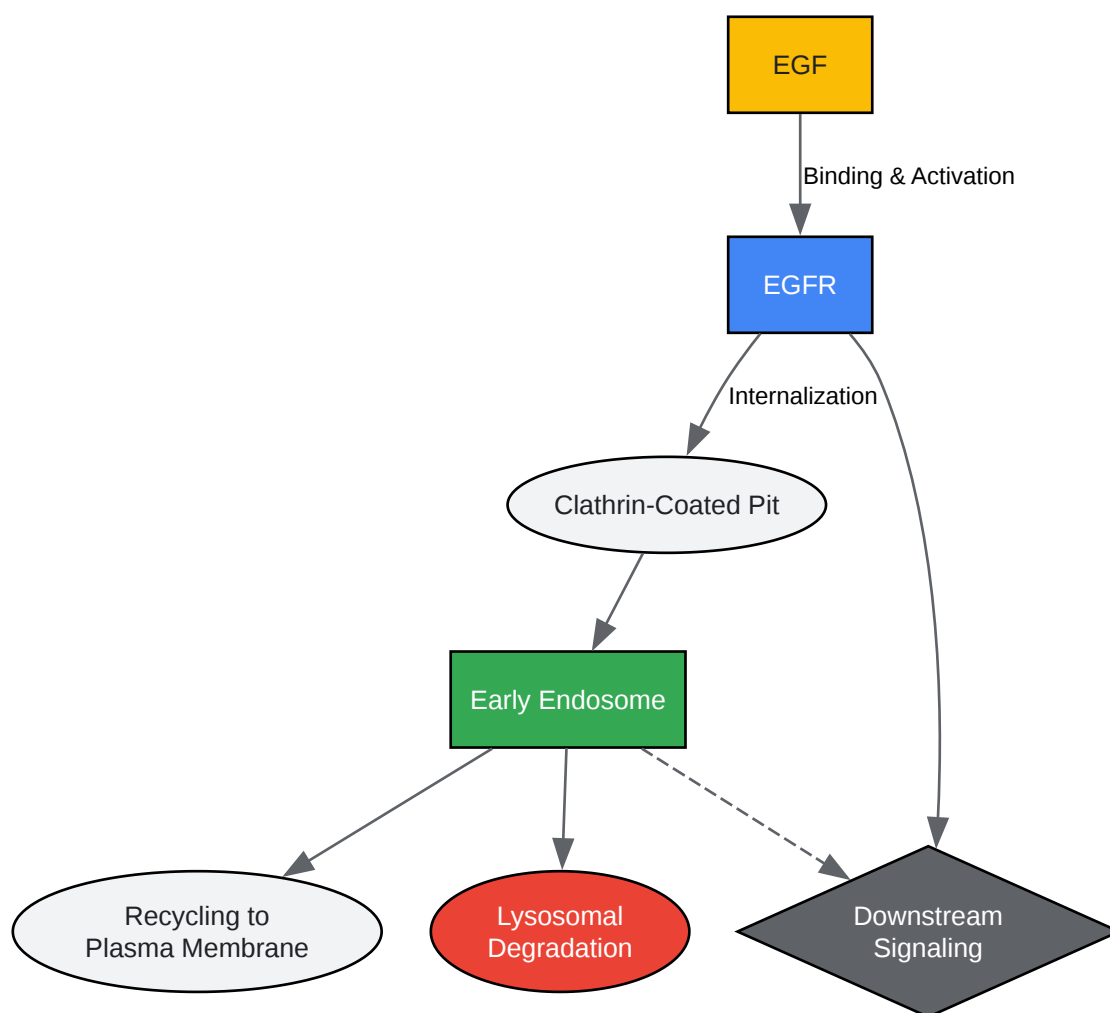 EGF
Binding & Activation
EGFR
Internalization
Clathrin-Coated Pit
Early Endosome
Recycling to
Plasma Membrane
Lysosomal
Degradation
Downstream
Signaling